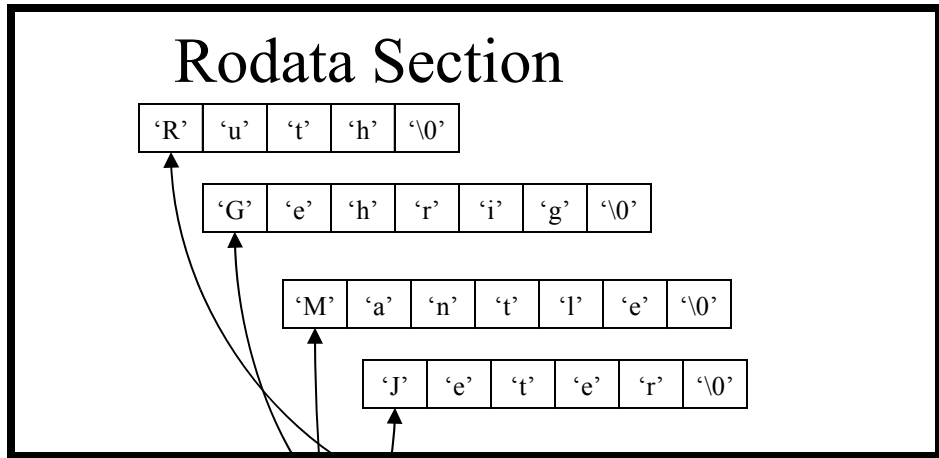 Rodata Section
‘R’ ‘u’ ‘t’ ‘h’ ‘\0’
‘G’ ‘e’ ‘h’ ‘r’ ‘i’ ‘g’ ‘\0’
‘M’ ‘a’ ‘n’ ‘t’ ‘l’ ‘e’ ‘\0’
‘J’ ‘e’ ‘t’ ‘e’ ‘r’ ‘\0’